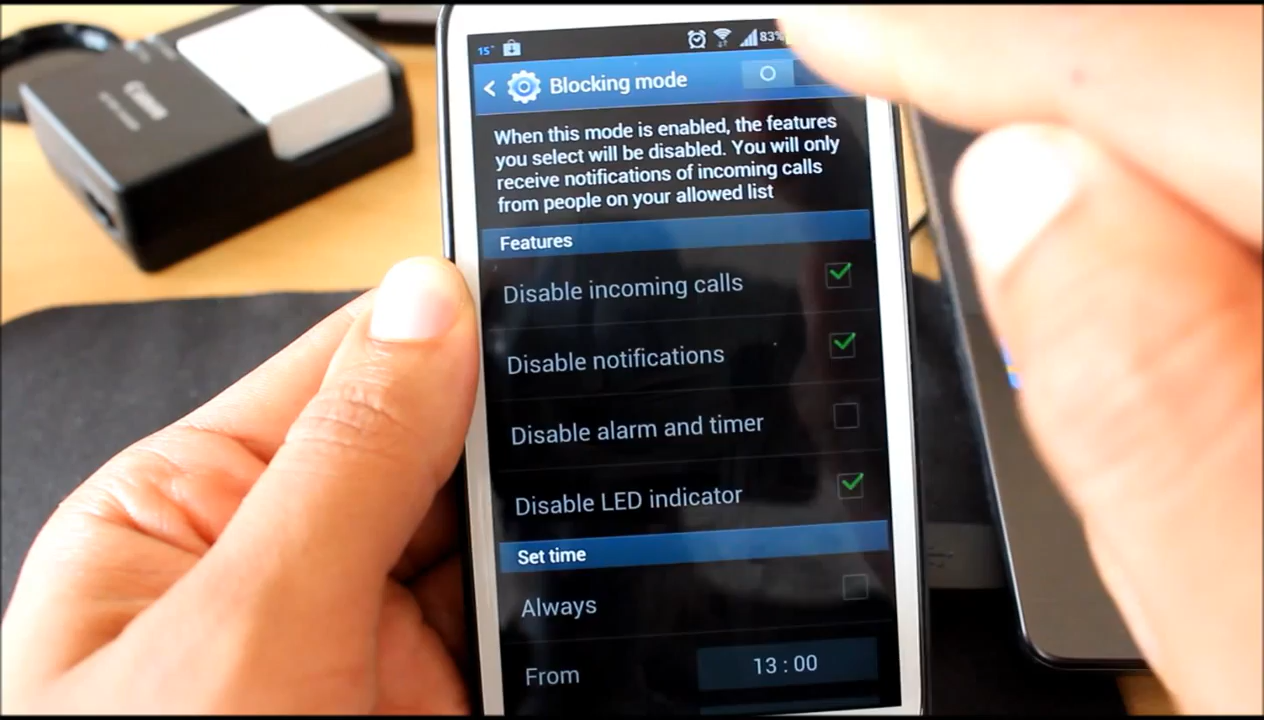 Canon
15°
83%
Blocking mode
When this mode is enabled, the features
you select will be disabled. You will only
receive notifications of incoming calls
from people on your allowed list
Features
Disable incoming calls
Disable notifications
Disable alarm and timer
Disable LED indicator
Set time
Always
From
13 : 00